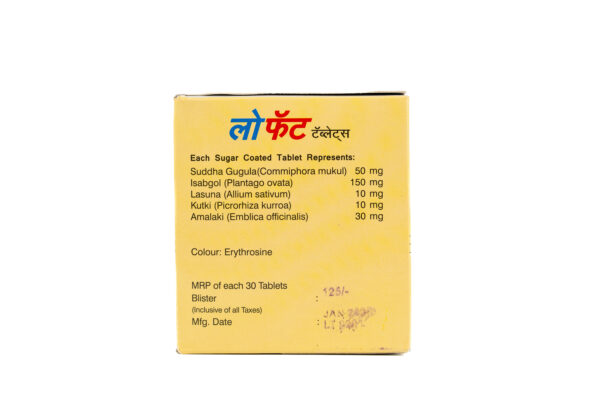 लो फॅट टॅब्लेट्स
Each Sugar Coated Tablet Represents:
Suddha Gugula(Commiphora mukul) 50 mg
Isabgol (Plantago ovata) 150 mg
Lasuna (Allium sativum) 10 mg
Kutki (Picrorhiza kurroa) 10 mg
Amalaki (Emblica officinalis) 30 mg
Colour: Erythrosine
MRP of each 30 Tablets
Blister : 125/-
(Inclusive of all Taxes)
Mfg. Date : JAN